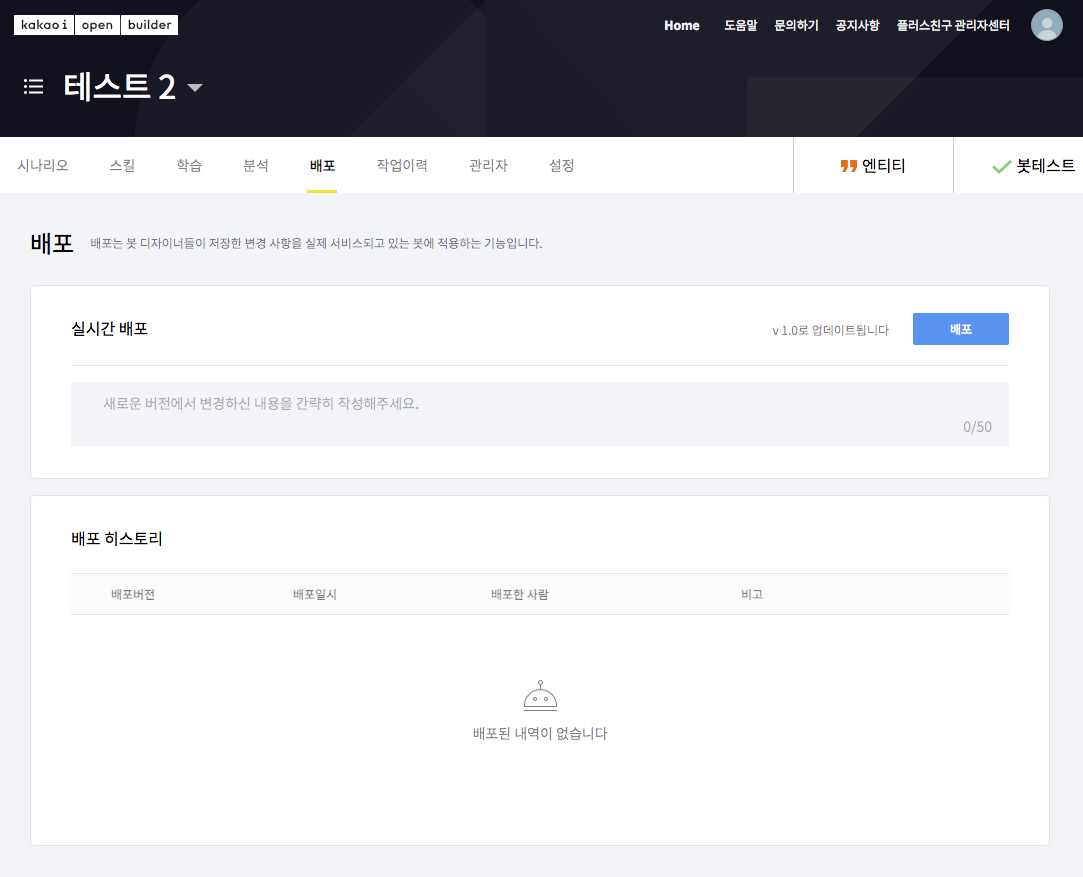 kakao i open builder
Home 도움말 문의하기 공지사항 플러스친구 관리자센터
테스트 2
시나리오 스킬 학습 분석 배포 작업이력 관리자 설정 엔티티 봇테스트
배포 배포는 봇 디자이너들이 저장한 변경 사항을 실제 서비스되고 있는 봇에 적용하는 기능입니다.
실시간 배포 v 1.0로 업데이트됩니다 배포
새로운 버전에서 변경하신 내용을 간략히 작성해주세요.
0/50
배포 히스토리
배포버전 배포일시 배포한 사람 비고
배포된 내역이 없습니다